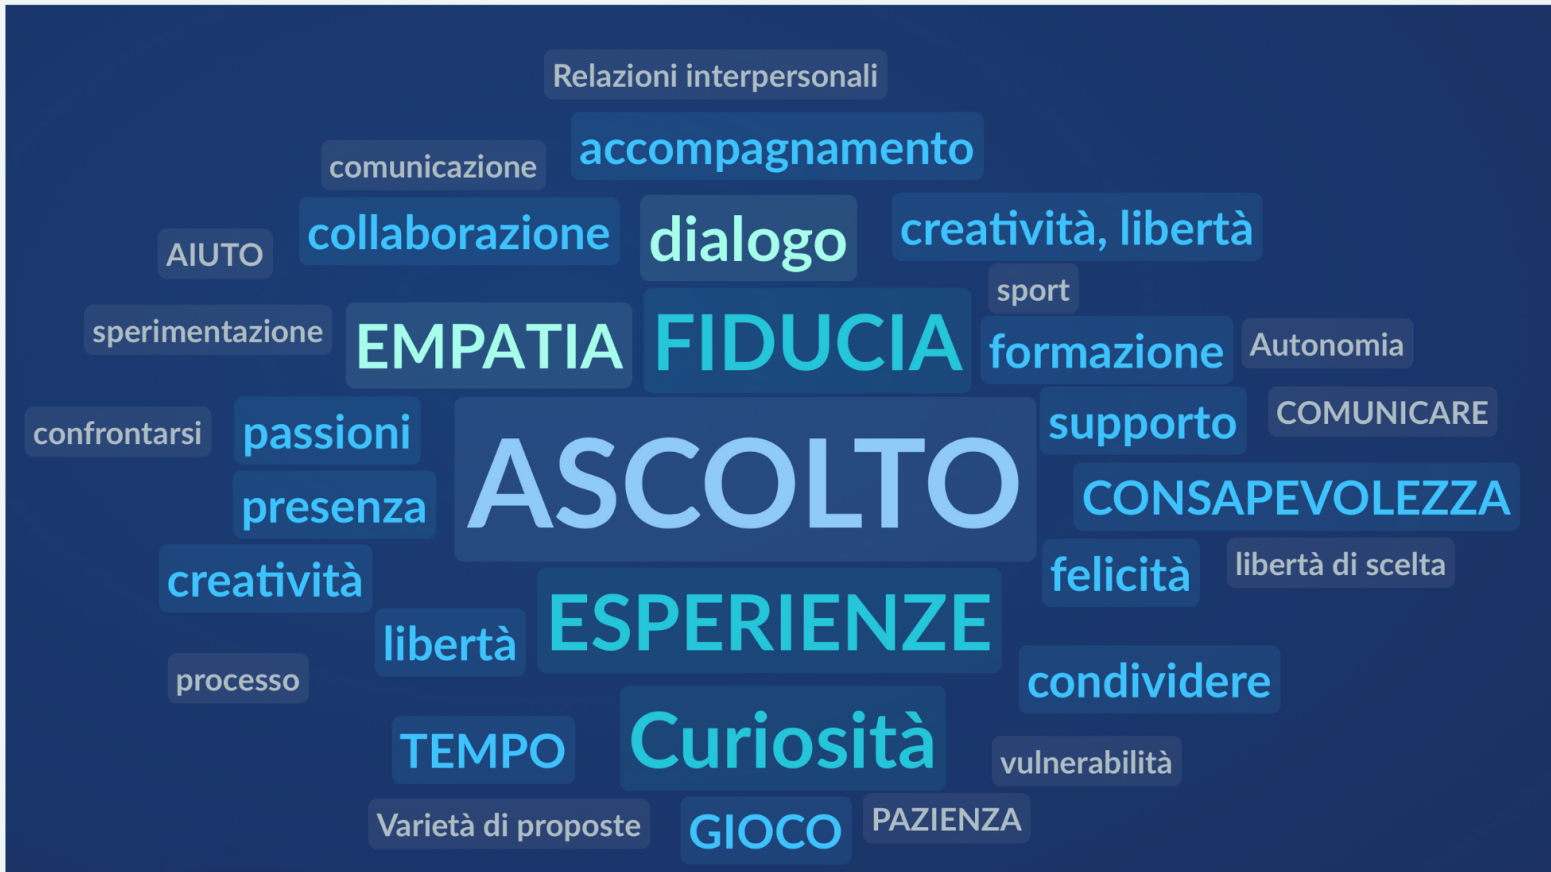 Relazioni interpersonali
accompagnamento
comunicazione
collaborazione
dialogo
creatività, libertà
AIUTO
sport
sperimentazione
EMPATIA
FIDUCIA
formazione
Autonomia
confrontarsi
passioni
ASCOLTO
supporto
COMUNICARE
presenza
CONSAPEVOLEZZA
creatività
felicità
libertà di scelta
libertà
ESPERIENZE
processo
condividere
TEMPO
Curiosità
vulnerabilità
Varietà di proposte
GIOCO
PAZIENZA